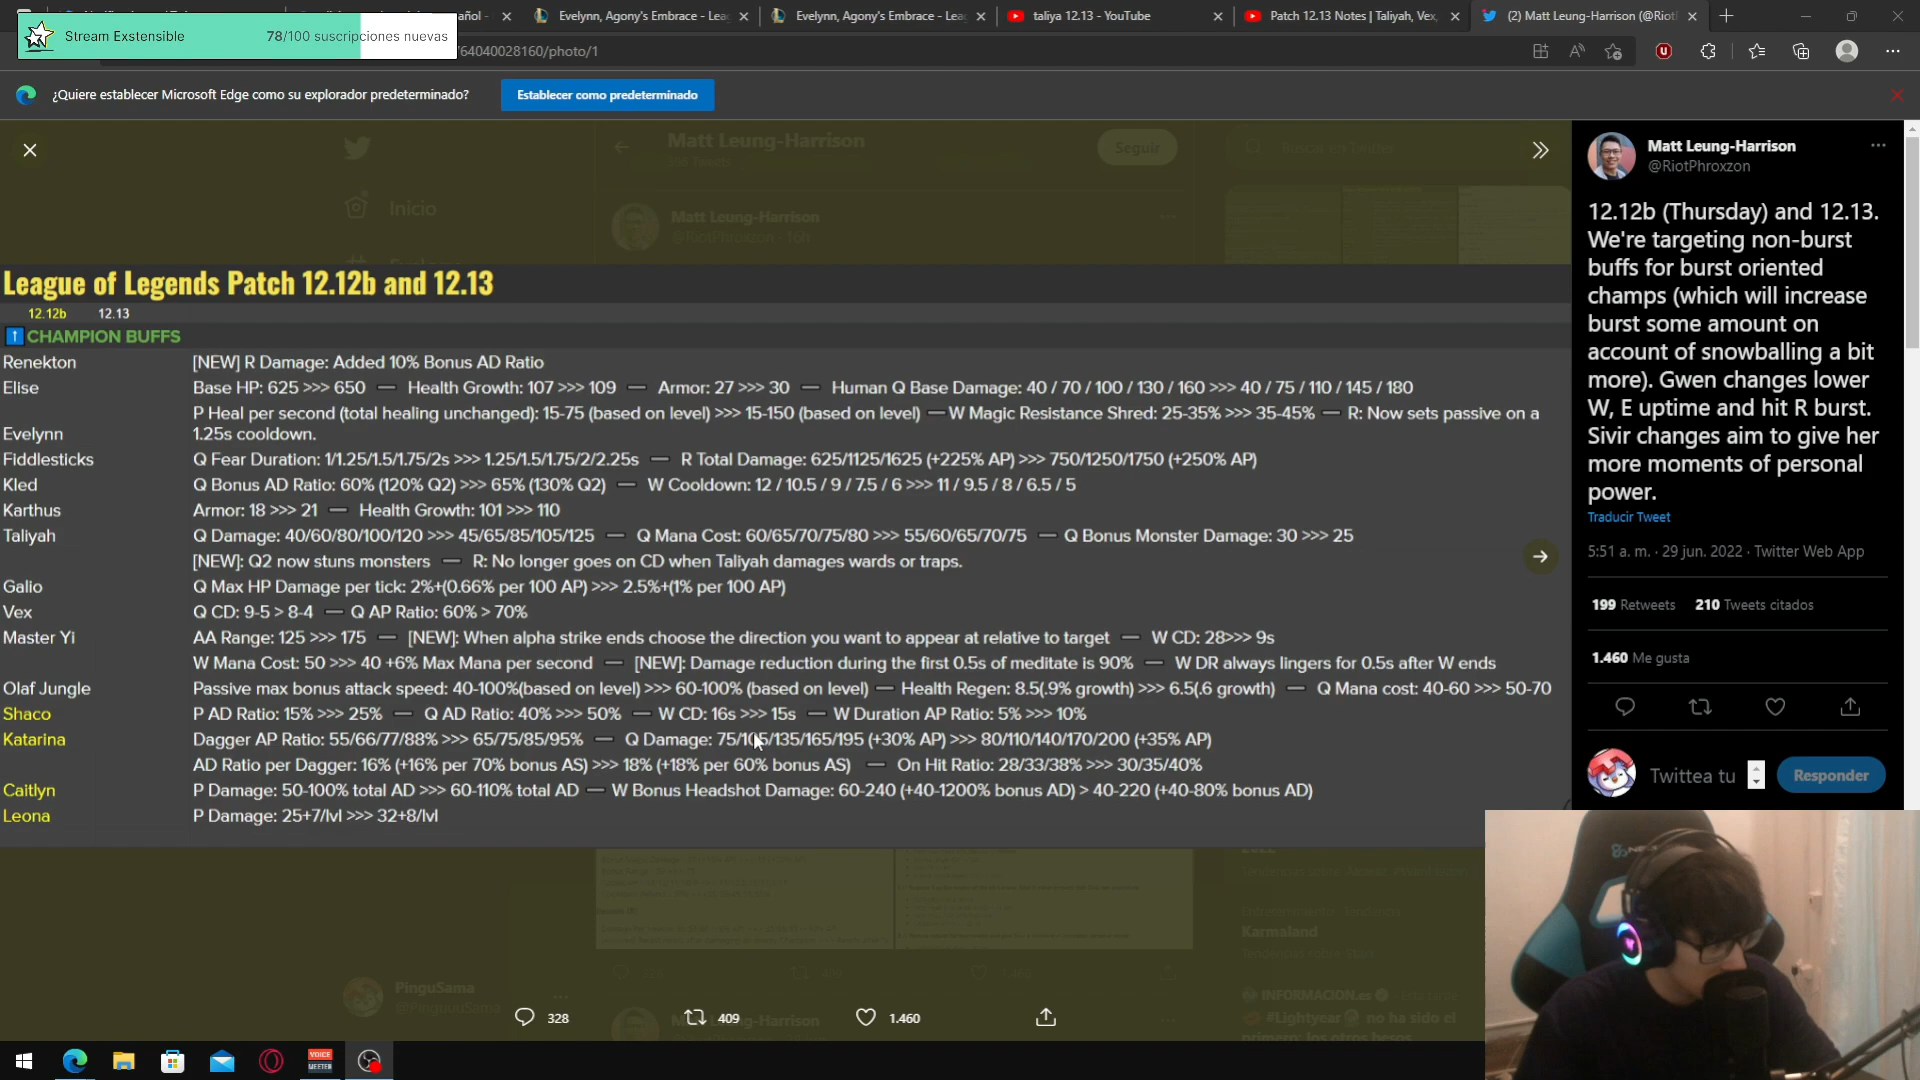 Evelynn, Agony's Embrace - Leag
Evelynn, Agony's Embrace - Leag
taliya 12.13 - YouTube
Patch 12.13 Notes | Taliyah, Vex,
(2) Matt Leung-Harrison (@Riot
Stream Exstensible 78/100 suscripciones nuevas
64040028160/photo/1
¿Quiere establecer Microsoft Edge como su explorador predeterminado?
Establecer como predeterminado
Matt Leung-Harrison
Seguir
Inicio
Matt Leung-Harrison
League of Legends Patch 12.12b and 12.13
12.12b 12.13
CHAMPION BUFFS
Renekton [NEW] R Damage: Added 10% Bonus AD Ratio
Elise Base HP: 625 >>> 650 — Health Growth: 107 >>> 109 — Armor: 27 >>> 30 — Human Q Base Damage: 40 / 70 / 100 / 130 / 160 >>> 40 / 75 / 110 / 145 / 180
P Heal per second (total healing unchanged): 15-75 (based on level) >>> 15-150 (based on level) — W Magic Resistance Shred: 25-35% >>> 35-45% — R: Now sets passive on a
Evelynn 1.25s cooldown.
Fiddlesticks Q Fear Duration: 1/1.25/1.5/1.75/2s >>> 1.25/1.5/1.75/2/2.25s — R Total Damage: 625/1125/1625 (+225% AP) >>> 750/1250/1750 (+250% AP)
Kled Q Bonus AD Ratio: 60% (120% Q2) >>> 65% (130% Q2) — W Cooldown: 12 / 10.5 / 9 / 7.5 / 6 >>> 11 / 9.5 / 8 / 6.5 / 5
Karthus Armor: 18 >>> 21 — Health Growth: 101 >>> 110
Taliyah Q Damage: 40/60/80/100/120 >>> 45/65/85/105/125 — Q Mana Cost: 60/65/70/75/80 >>> 55/60/65/70/75 — Q Bonus Monster Damage: 30 >>> 25
[NEW]: Q2 now stuns monsters — R: No longer goes on CD when Taliyah damages wards or traps.
Galio Q Max HP Damage per tick: 2%+(0.66% per 100 AP) >>> 2.5%+(1% per 100 AP)
Vex Q CD: 9-5 > 8-4 — Q AP Ratio: 60% > 70%
Master Yi AA Range: 125 >>> 175 — [NEW]: When alpha strike ends choose the direction you want to appear at relative to target — W CD: 28>>> 9s
W Mana Cost: 50 >>> 40 +6% Max Mana per second — [NEW]: Damage reduction during the first 0.5s of meditate is 90% — W DR always lingers for 0.5s after W ends
Olaf Jungle Passive max bonus attack speed: 40-100%(based on level) >>> 60-100% (based on level) — Health Regen: 8.5(.9% growth) >>> 6.5(.6 growth) — Q Mana cost: 40-60 >>> 50-70
Shaco P AD Ratio: 15% >>> 25% — Q AD Ratio: 40% >>> 50% — W CD: 16s >>> 15s — W Duration AP Ratio: 5% >>> 10%
Katarina Dagger AP Ratio: 55/66/77/88% >>> 65/75/85/95% — Q Damage: 75/105/135/165/195 (+30% AP) >>> 80/110/140/170/200 (+35% AP)
AD Ratio per Dagger: 16% (+16% per 70% bonus AS) >>> 18% (+18% per 60% bonus AS) — On Hit Ratio: 28/33/38% >>> 30/35/40%
Caitlyn P Damage: 50-100% total AD >>> 60-110% total AD — W Bonus Headshot Damage: 60-240 (+40-1200% bonus AD) > 40-220 (+40-80% bonus AD)
Leona P Damage: 25+7/lvl >>> 32+8/lvl
Matt Leung-Harrison
@RiotPhroxzon
12.12b (Thursday) and 12.13.
We're targeting non-burst
buffs for burst oriented
champs (which will increase
burst some amount on
account of snowballing a bit
more). Gwen changes lower
W, E uptime and hit R burst.
Sivir changes aim to give her
more moments of personal
power.
Traducir Tweet
5:51 a. m. · 29 jun. 2022 · Twitter Web App
199 Retweets 210 Tweets citados
1.460 Me gusta
Twittea tu
Responder
Karmaland
PinguSama
INFORMACION.es
#Lightyear no ha sido el
328 409 1.460
VOICE
MEETER